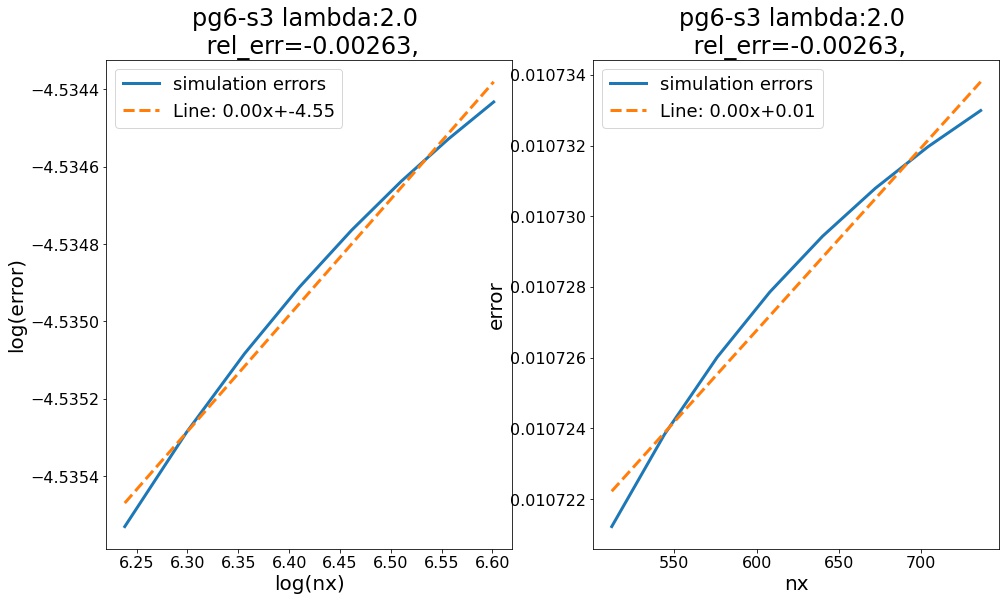 pg6-s3 lambda:2.0
rel_err=-0.00263,
simulation errors
Line: 0.00x+-4.55
−4.5344
−4.5346
−4.5348
−4.5350
−4.5352
−4.5354
log(error)
6.25 6.30 6.35 6.40 6.45 6.50 6.55 6.60
log(nx)
pg6-s3 lambda:2.0
rel_err=-0.00263,
simulation errors
Line: 0.00x+0.01
0.010734
0.010732
0.010730
0.010728
0.010726
0.010724
0.010722
error
550 600 650 700
nx